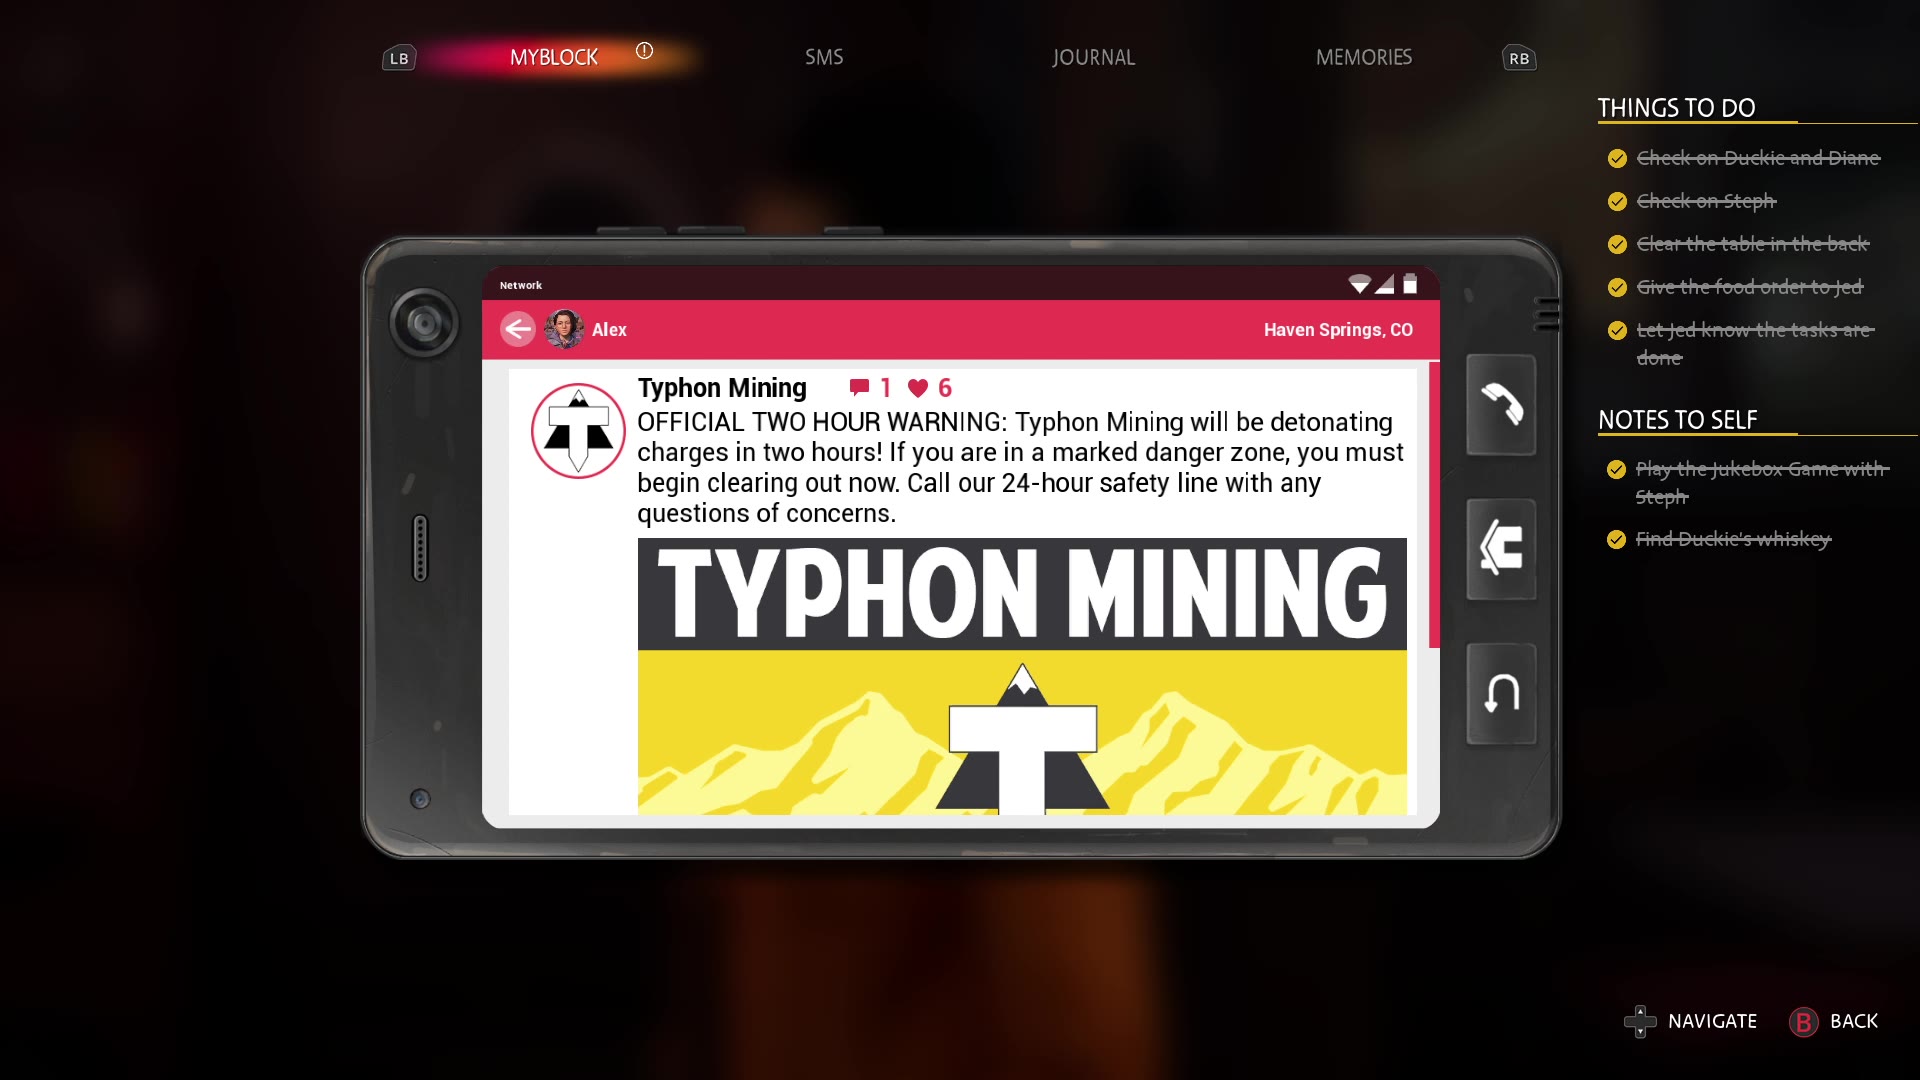 LB
MYBLOCK
SMS
JOURNAL
MEMORIES
RB
THINGS TO DO
Check on Duckie and Diane
Check on Steph
Clear the table in the back
Give the food order to Jed
Let Jed know the tasks are
done
NOTES TO SELF
Play the Jukebox Game with
Steph
Find Duckie's whiskey
Network
Alex
Haven Springs, CO
Typhon Mining 1 6
OFFICIAL TWO HOUR WARNING: Typhon Mining will be detonating
charges in two hours! If you are in a marked danger zone, you must
begin clearing out now. Call our 24-hour safety line with any
questions of concerns.
TYPHON MINING
T
NAVIGATE
B BACK